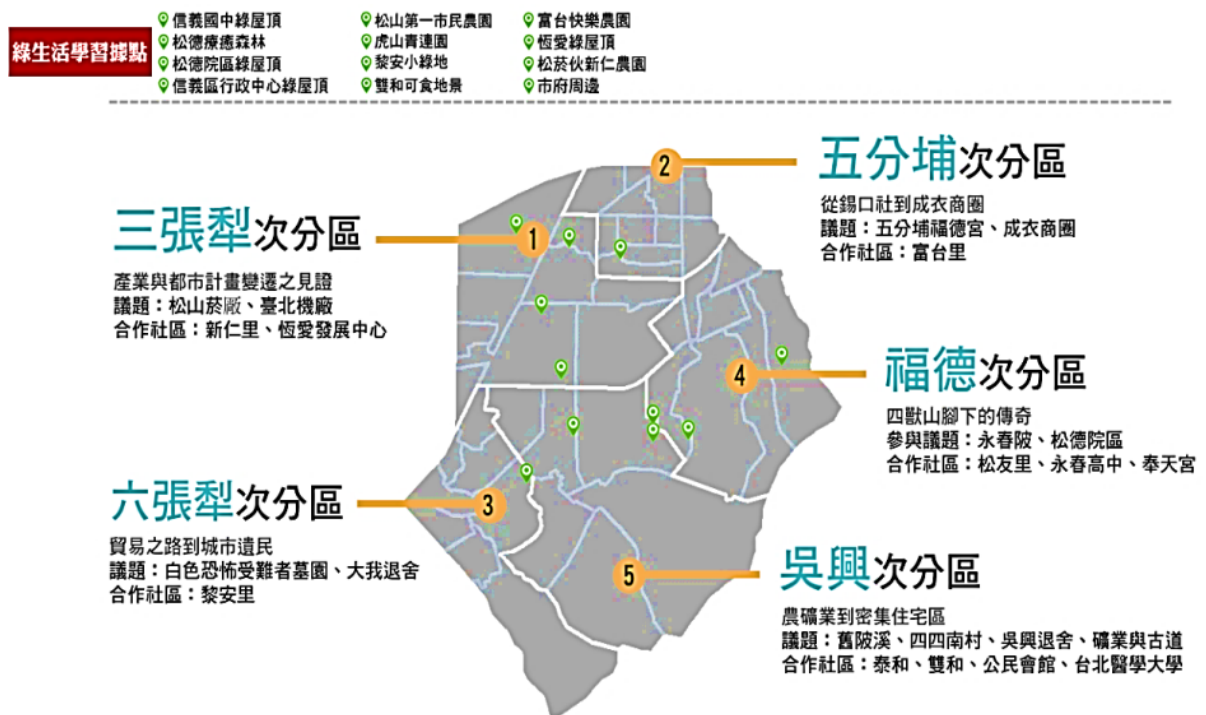 綠生活學習據點
信義國中綠屋頂
松德療癒森林
松德院區綠屋頂
信義區行政中心綠屋頂
松山第一市民農園
虎山青連園
黎安小綠地
雙和可食地景
富台快樂農園
恆愛綠屋頂
松菸伙新仁農園
市府周邊
三張犁次分區
產業與都市計畫變遷之見證
議題：松山菸廠、臺北機廠
合作社區：新仁里、恆愛發展中心
1
2
五分埔次分區
從錫口社到成衣商圈
議題：五分埔福德宮、成衣商圈
合作社區：富台里
六張犁次分區
貿易之路到城市遺民
議題：白色恐怖受難者墓園、大我退舍
合作社區：黎安里
3
4
福德次分區
四獸山腳下的傳奇
參與議題：永春陂、松德院區
合作社區：松友里、永春高中、奉天宮
5
吳興次分區
農礦業到密集住宅區
議題：舊陂溪、四四南村、吳興退舍、礦業與古道
合作社區：泰和、雙和、公民會館、台北醫學大學